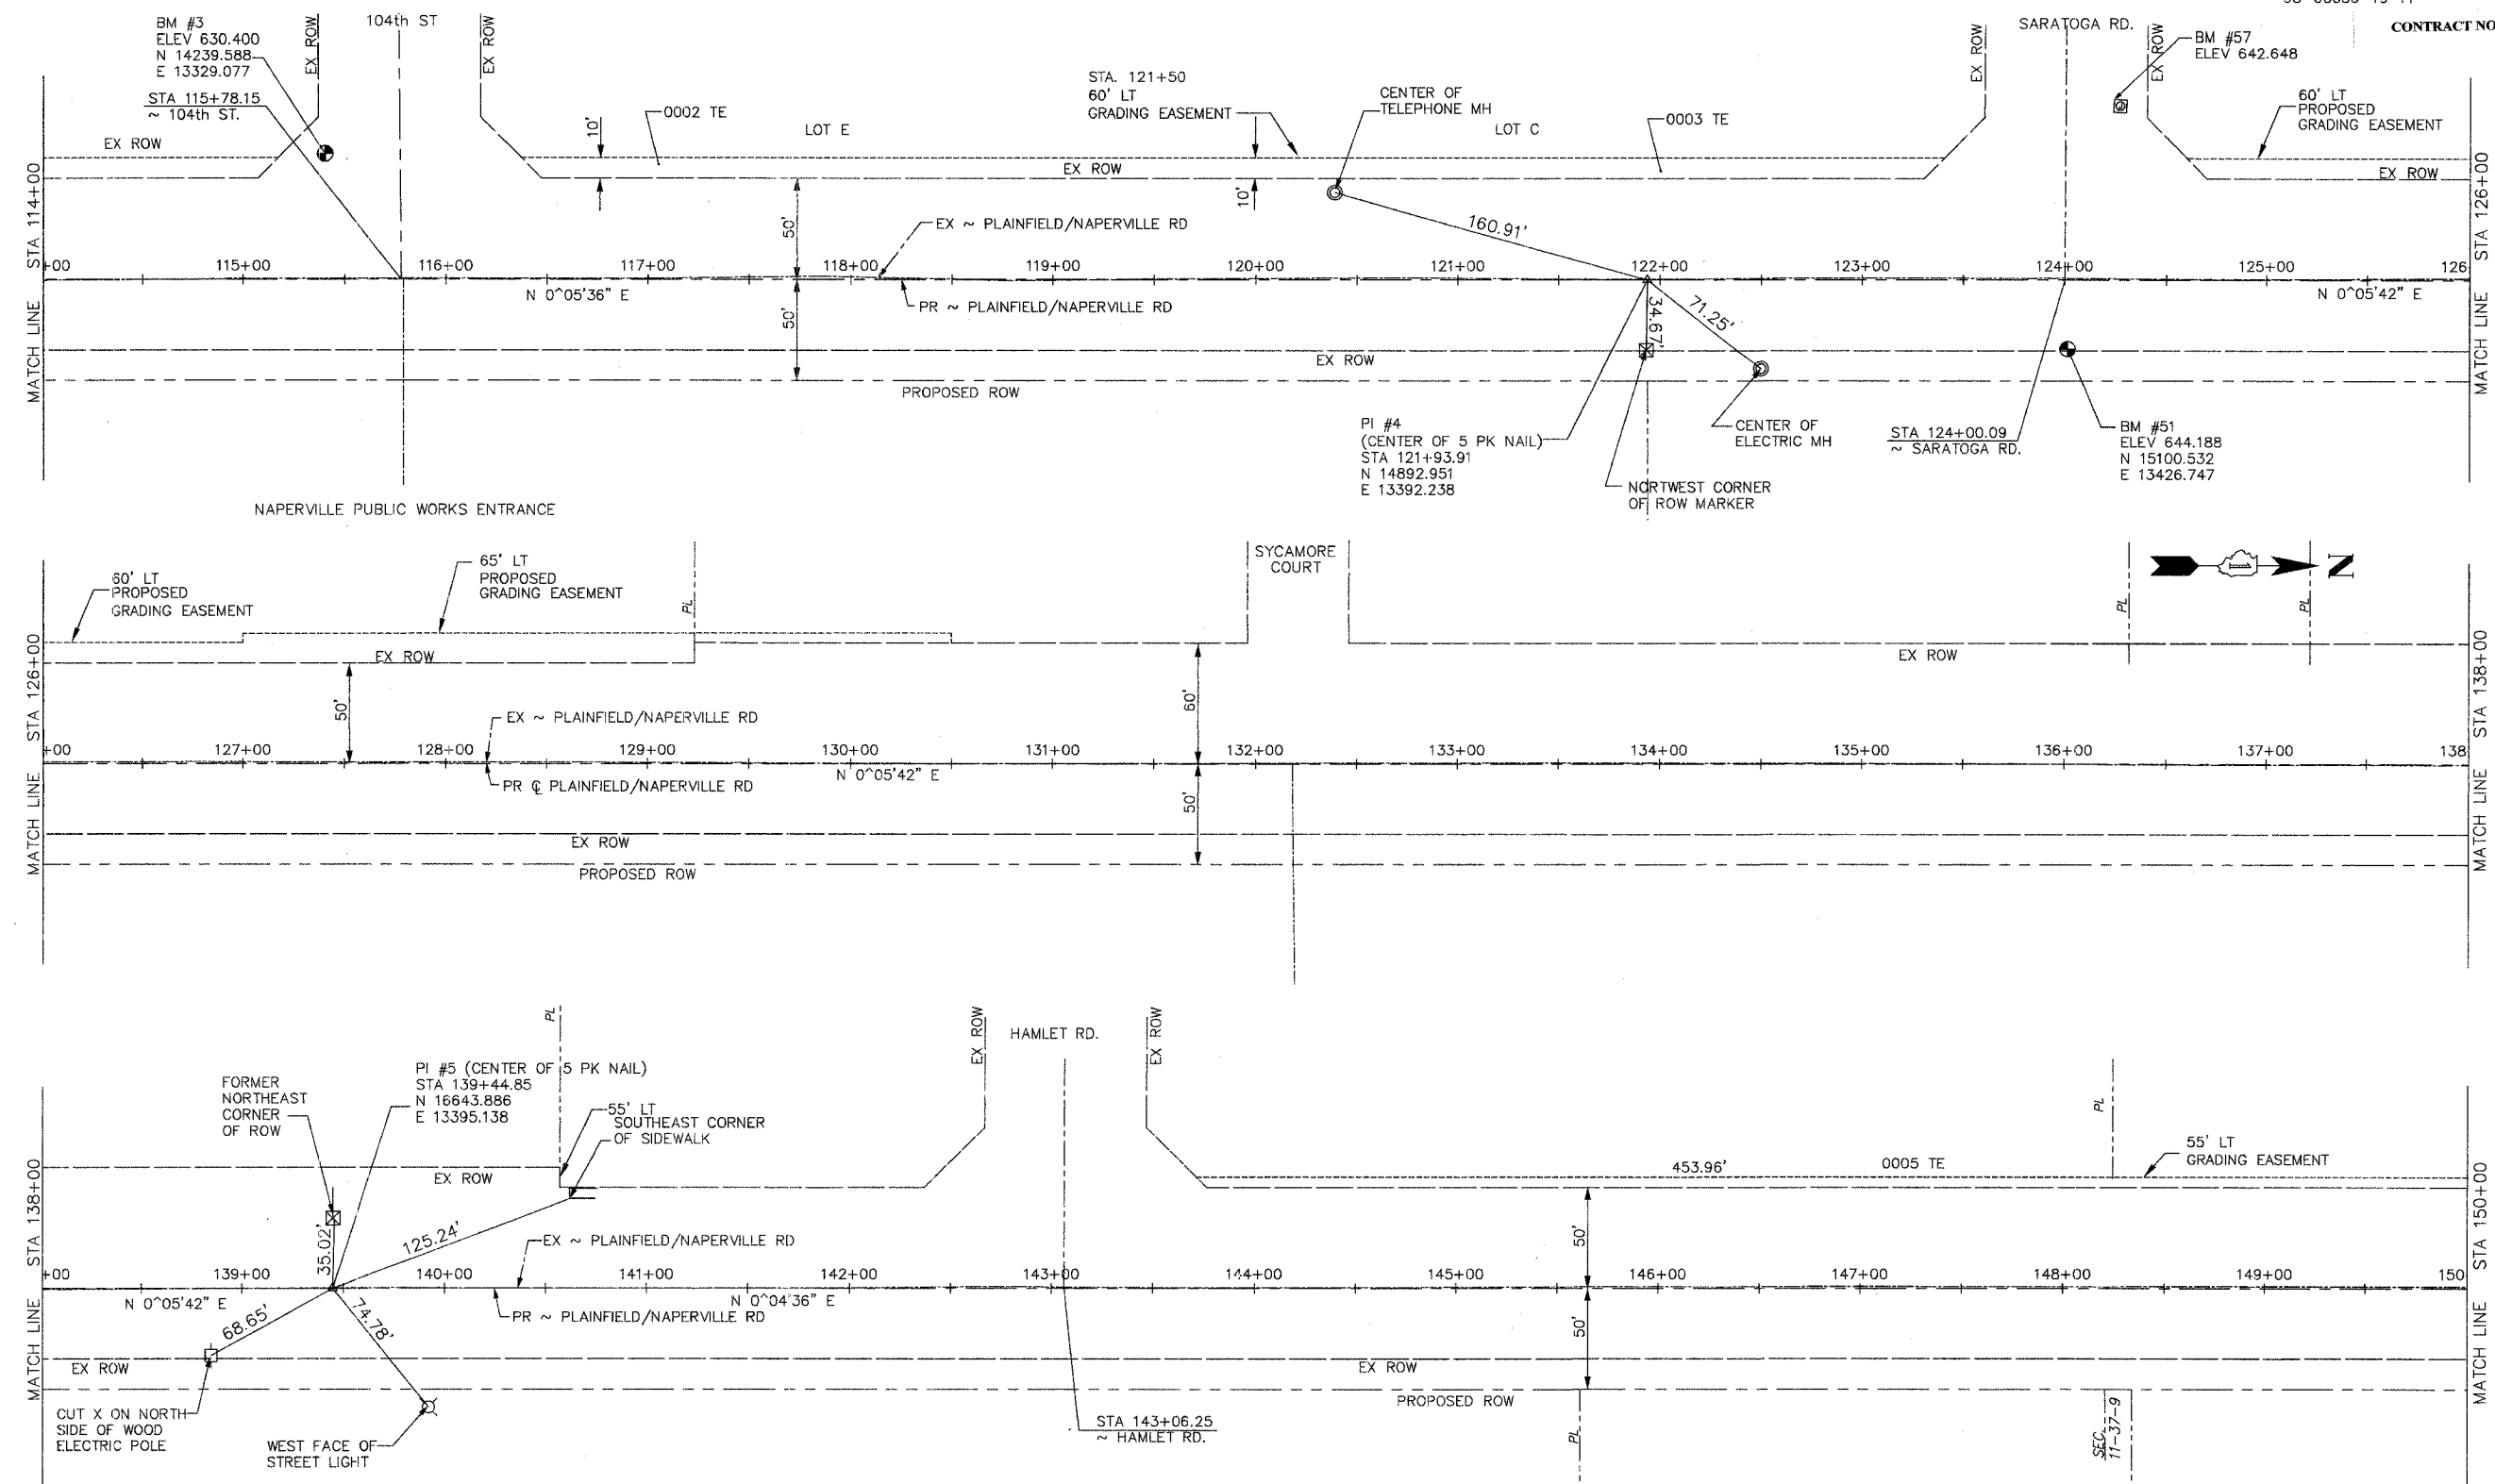 CONTRACT NO
BM #3
ELEV 630.400
N 14239.588
E 13329.077
STA 115+78.15
~ 104th ST.
EX ROW
104th ST
EX ROW
EX ROW
0002 TE
10'
LOT E
STA. 121+50
60' LT
GRADING EASEMENT
CENTER OF
TELEPHONE MH
LOT C
0003 TE
EX ROW
10'
SARATOGA RD.
EX ROW
EX ROW
BM #57
ELEV 642.648
60' LT
PROPOSED
GRADING EASEMENT
EX ROW
STA 114+00
MATCH LINE
STA 126+00
MATCH LINE
50'
EX ~ PLAINFIELD/NAPERVILLE RD
160.91'
+00
115+00
116+00
117+00
118+00
119+00
120+00
121+00
122+00
123+00
124+00
125+00
126
N 0^05'36" E
PR ~ PLAINFIELD/NAPERVILLE RD
50'
34.67'
71.25'
N 0^05'42" E
EX ROW
PROPOSED ROW
PI #4
(CENTER OF 5 PK NAIL)
STA 121+93.91
N 14892.951
E 13392.238
CENTER OF
ELECTRIC MH
NORTWEST CORNER
OF ROW MARKER
STA 124+00.09
~ SARATOGA RD.
BM #51
ELEV 644.188
N 15100.532
E 13426.747
NAPERVILLE PUBLIC WORKS ENTRANCE
60' LT
PROPOSED
GRADING EASEMENT
65' LT
PROPOSED
GRADING EASEMENT
PL
SYCAMORE
COURT
PL
PL
N
EX ROW
EX ROW
STA 126+00
MATCH LINE
STA 138+00
MATCH LINE
50'
60'
EX ~ PLAINFIELD/NAPERVILLE RD
+00
127+00
128+00
129+00
130+00
131+00
132+00
133+00
134+00
135+00
136+00
137+00
138
N 0^05'42" E
PR ℄ PLAINFIELD/NAPERVILLE RD
50'
EX ROW
PROPOSED ROW
FORMER
NORTHEAST
CORNER
OF ROW
PI #5 (CENTER OF 5 PK NAIL)
STA 139+44.85
N 16643.886
E 13395.138
PL
55' LT
SOUTHEAST CORNER
OF SIDEWALK
EX ROW
HAMLET RD.
EX ROW
PL
55' LT
GRADING EASEMENT
453.96'
0005 TE
EX ROW
STA 138+00
MATCH LINE
STA 150+00
MATCH LINE
35.02'
125.24'
EX ~ PLAINFIELD/NAPERVILLE RD
50'
+00
139+00
140+00
141+00
142+00
143+00
144+00
145+00
146+00
147+00
148+00
149+00
150
N 0^05'42" E
68.65'
74.78'
N 0^04'36" E
PR ~ PLAINFIELD/NAPERVILLE RD
50'
EX ROW
EX ROW
PROPOSED ROW
CUT X ON NORTH
SIDE OF WOOD
ELECTRIC POLE
WEST FACE OF
STREET LIGHT
STA 143+06.25
~ HAMLET RD.
PL
SEC.
11-37-9